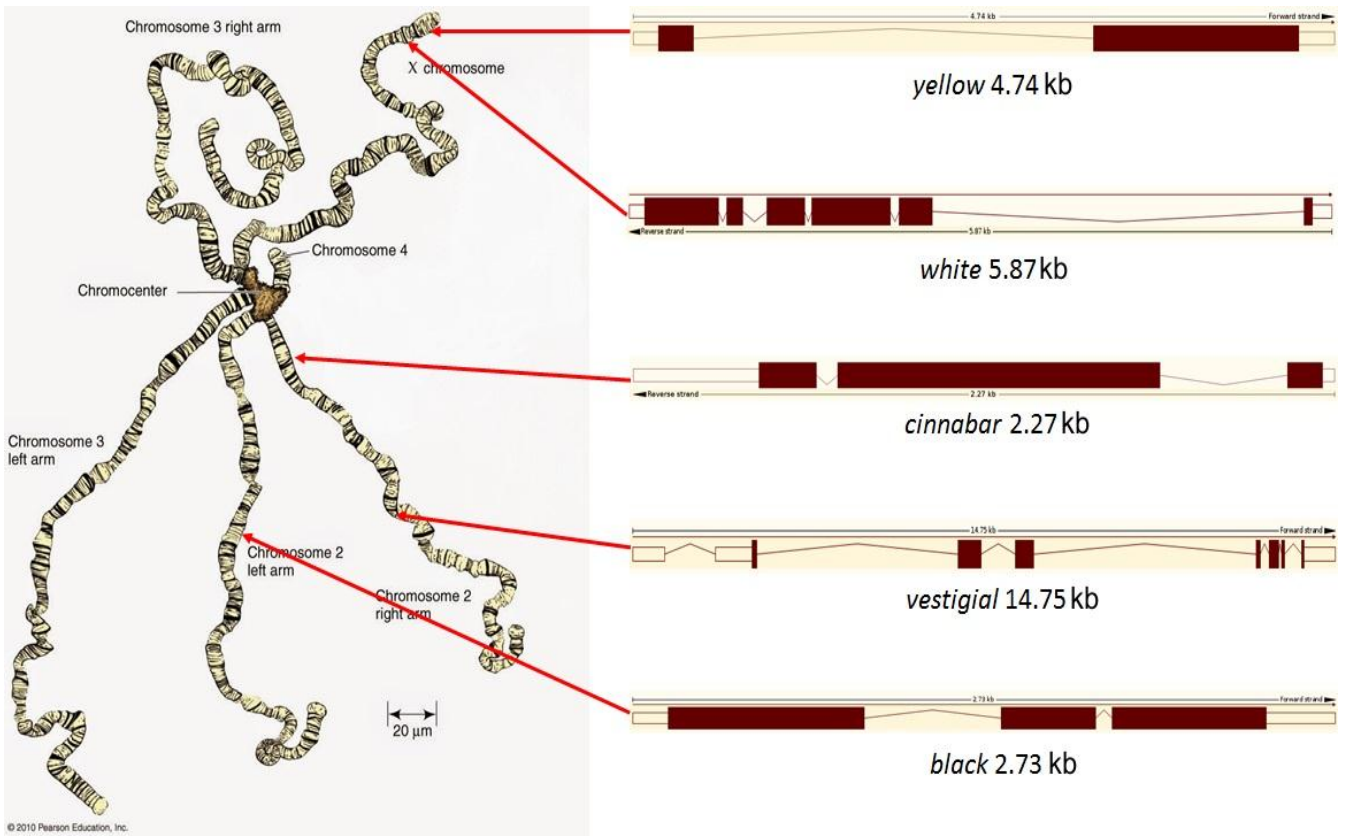 Chromosome 3 right arm
X chromosome
Chromosome 4
Chromocenter
Chromosome 3
left arm
Chromosome 2
left arm
Chromosome 2
right arm
20 μm
© 2010 Pearson Education, Inc.
4.74 kb
Forward strand
yellow 4.74 kb
Reverse strand
5.87 kb
white 5.87 kb
Reverse strand
2.27 kb
cinnabar 2.27 kb
14.75 kb
Forward strand
vestigial 14.75 kb
2.73 kb
Forward strand
black 2.73 kb